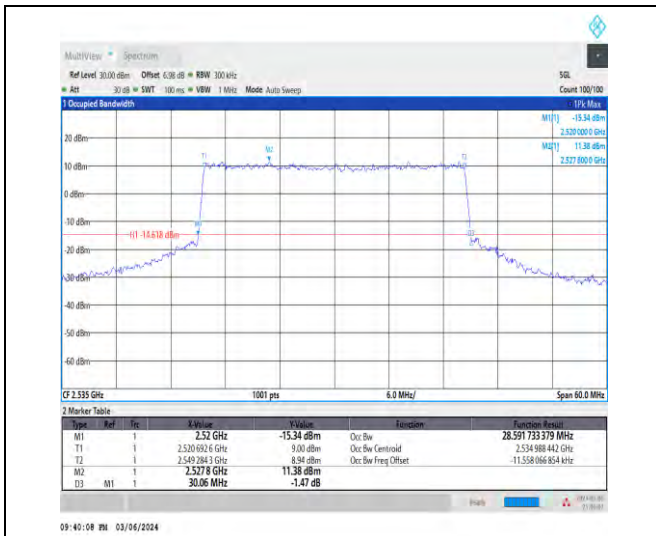 MultiView Spectrum
Ref Level 30.00 dBm Offset 6.98 dB RBW 300 kHz SGL
Att 30 dB SWT 100 ms VBW 1 MHz Mode Auto Sweep Count 100/100
1 Occupied Bandwidth 1Pk Max
M1[1] -15.34 dBm
2.520 000 0 GHz
M2[1] 11.38 dBm
2.527 800 0 GHz
20 dBm
T1 M2 T2
10 dBm
0 dBm
-10 dBm
M1 D3
H1 -14.618 dBm
-20 dBm
-30 dBm
-40 dBm
-50 dBm
-60 dBm
CF 2.535 GHz 1001 pts 6.0 MHz/ Span 60.0 MHz
2 Marker Table
Type Ref Trc X-Value Y-Value Function Function Result
M1 1 2.52 GHz -15.34 dBm Occ Bw 28.591 733 379 MHz
T1 1 2.520 692 6 GHz 9.00 dBm Occ Bw Centroid 2.534 988 442 GHz
T2 1 2.549 284 3 GHz 8.94 dBm Occ Bw Freq Offset -11.558 066 854 kHz
M2 1 2.527 8 GHz 11.38 dBm
D3 M1 1 30.06 MHz -1.47 dB
Ready
09:40:08 PM 03/06/2024